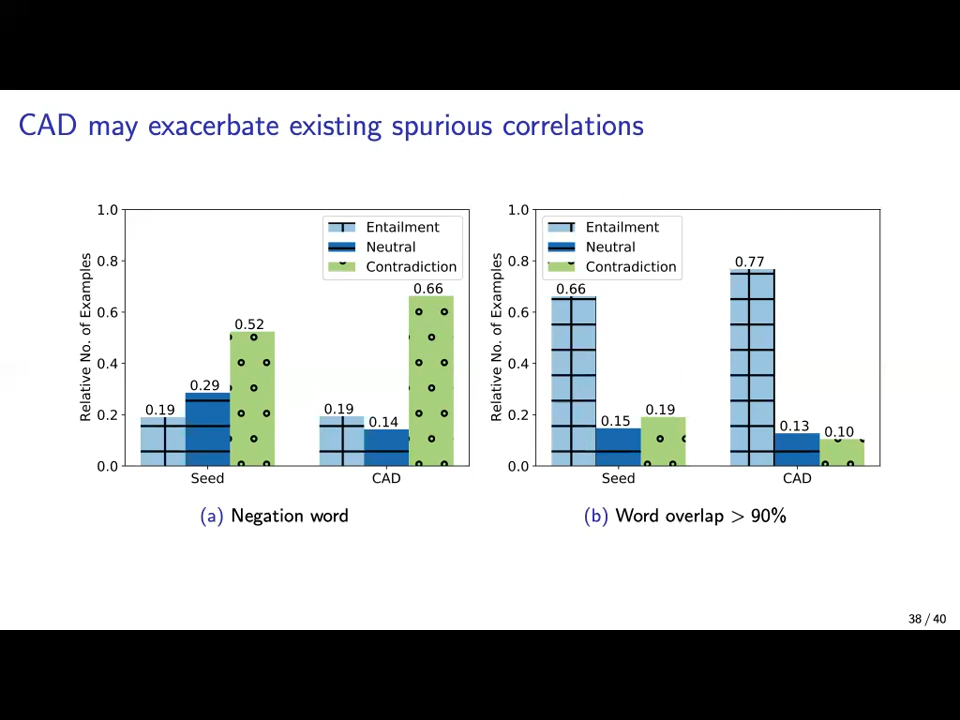 CAD may exacerbate existing spurious correlations
Relative No. of Examples
1.0
0.8
0.6
0.4
0.2
0.0
Entailment
Neutral
Contradiction
0.19
0.29
0.52
0.19
0.14
0.66
Seed
CAD
(a) Negation word
Relative No. of Examples
1.0
0.8
0.6
0.4
0.2
0.0
Entailment
Neutral
Contradiction
0.66
0.15
0.19
0.77
0.13
0.10
Seed
CAD
(b) Word overlap > 90%
38 / 40